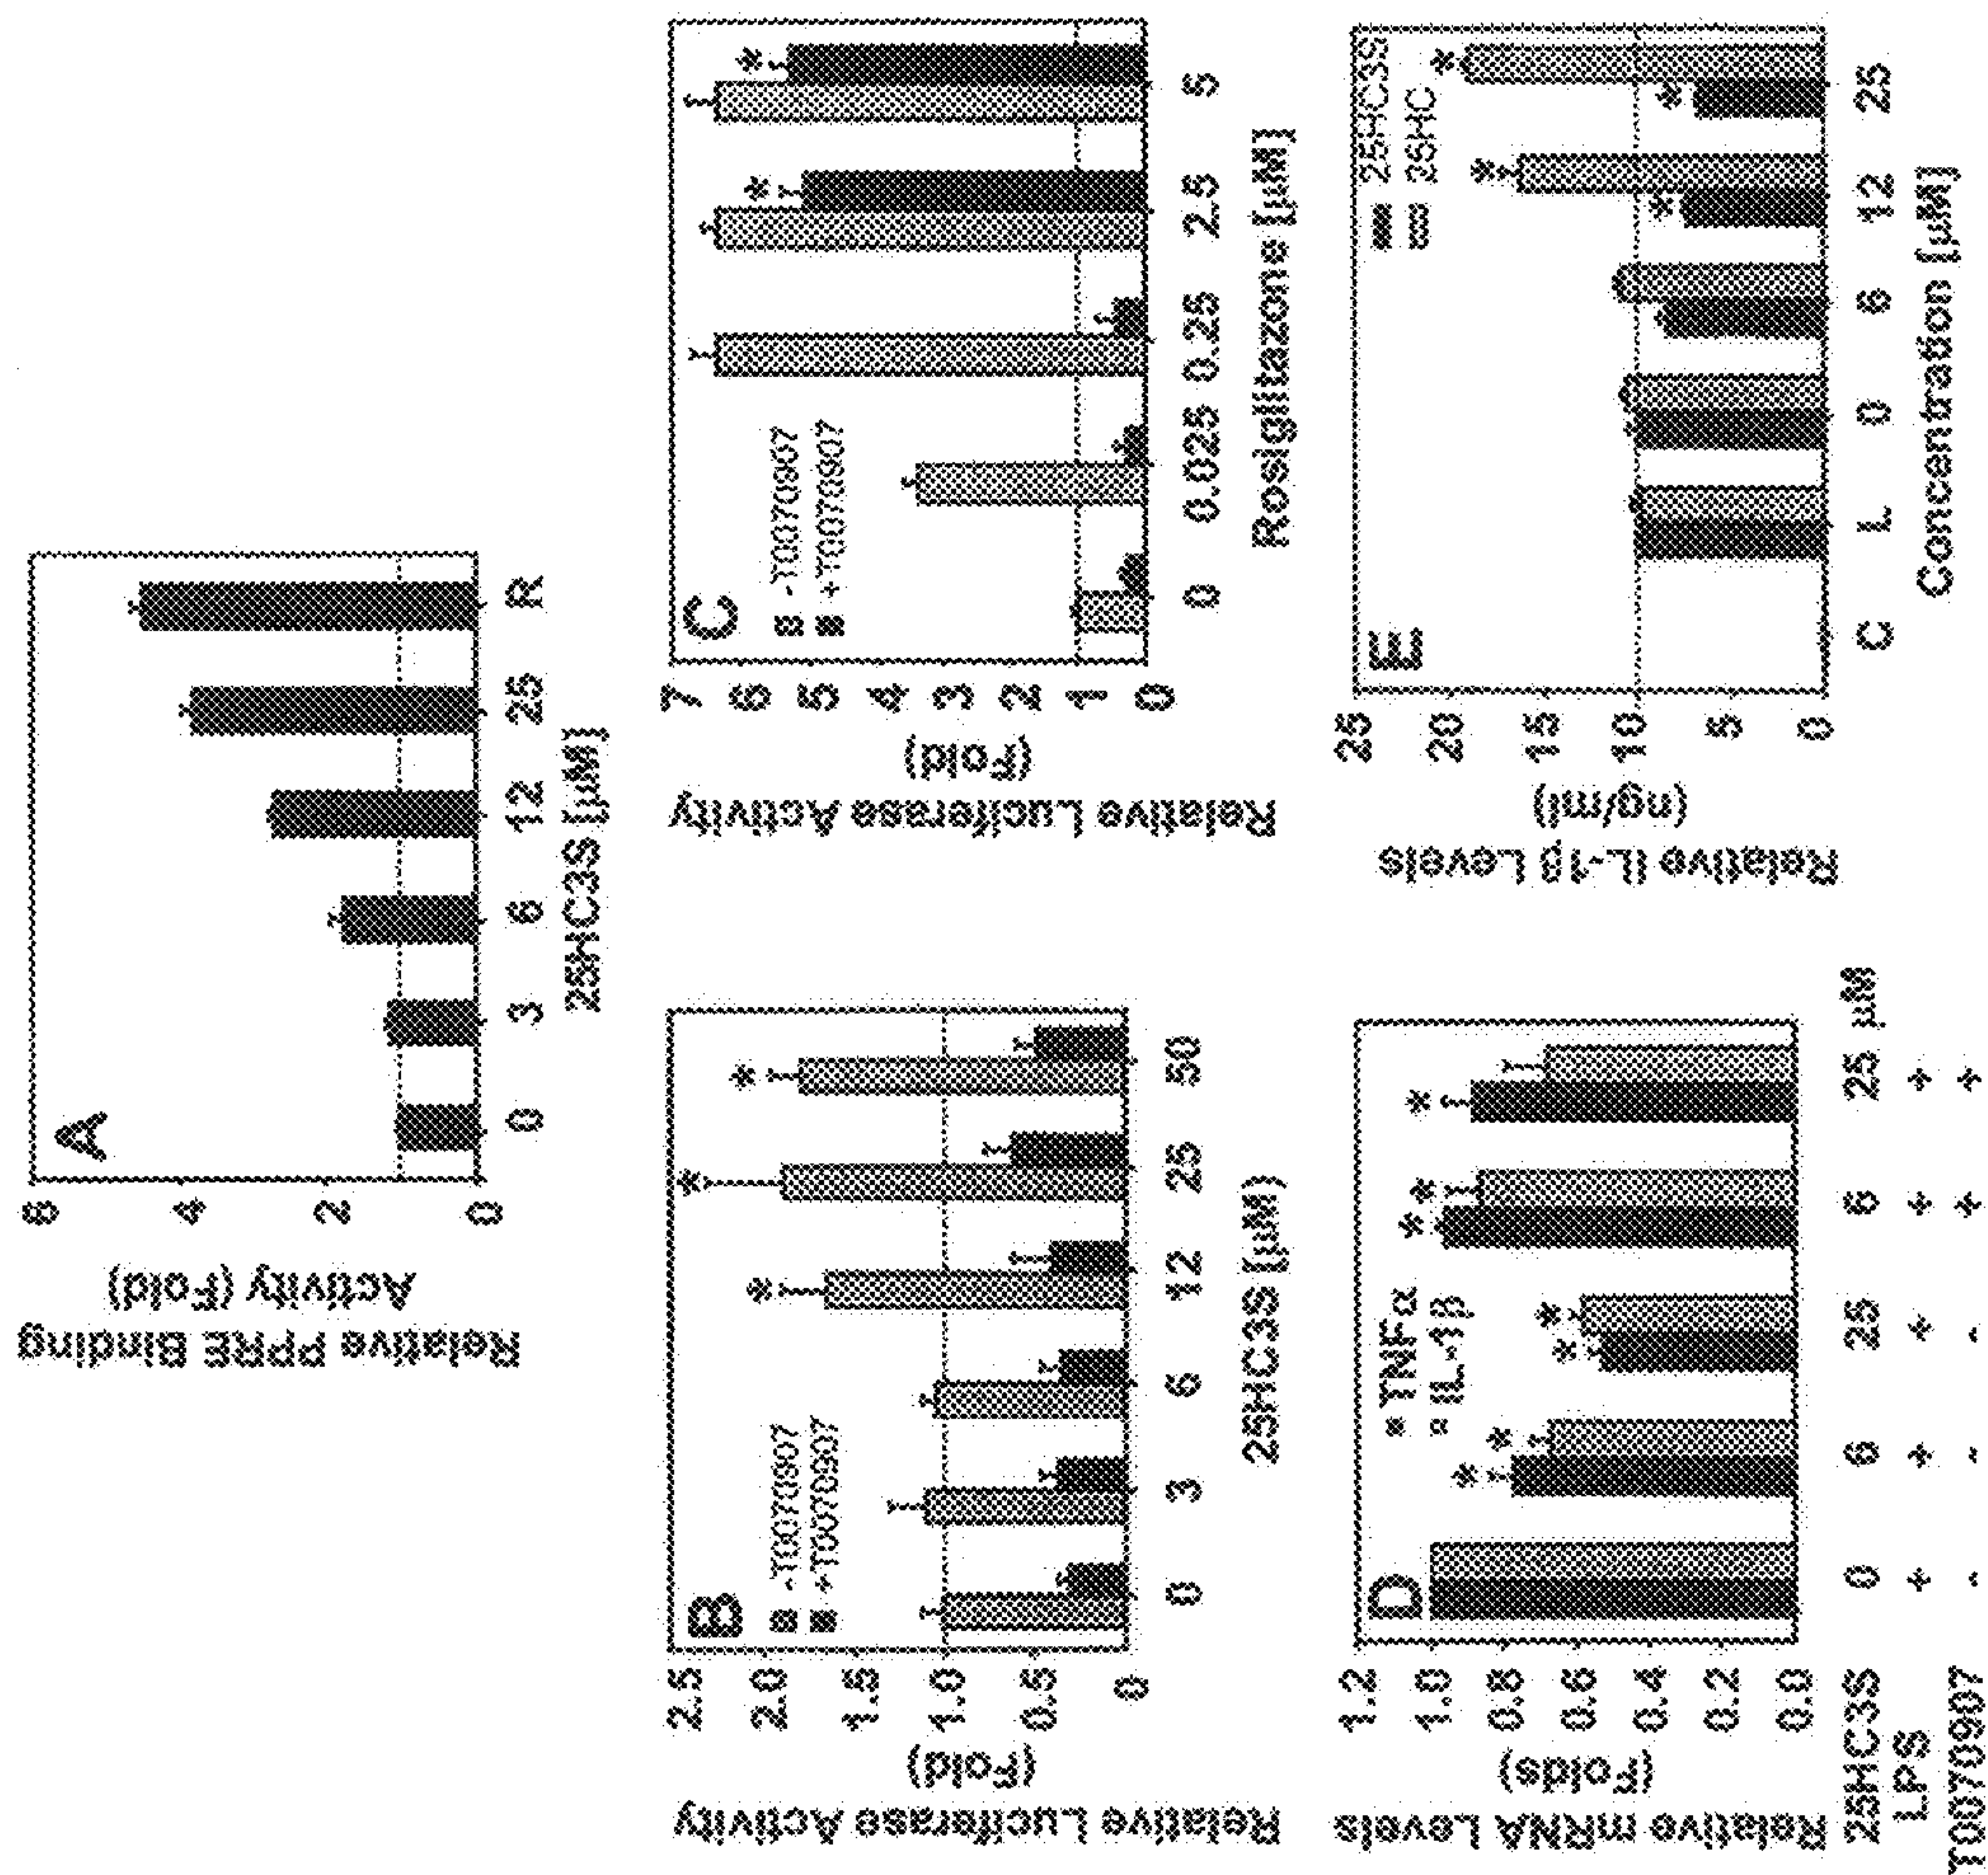 A
Relative PPRE Binding
Activity (Fold)
6
4
2
0
0 3 6 12 25 R
25HC3S [µM]
B
-T0070907
+T0070907
Relative Luciferase Activity
(Fold)
2.5
2.0
1.5
1.0
0.5
0
* * *
0 3 6 12 25 50
25HC3S [µM)
C
-T0070907
+T0070907
Relative Luciferase Activity
(Fold)
7
6
5
4
3
2
1
0
* *
0 0.025 0.25 2.5 5
Rosiglitazone [µM]
D
TNFα
IL-1β
Relative mRNA Levels
(Folds)
1.2
1.0
0.8
0.6
0.4
0.2
0.0
* * * * * * *
25HC3S 0 6 25 6 25 µM
LPS + + + + +
T0070907 - - - + +
E
25HC3S
25HC
Relative IL-1β Levels
(ng/ml)
25
20
15
10
5
0
* * * *
C L 0 6 12 25
Concentration [µM]